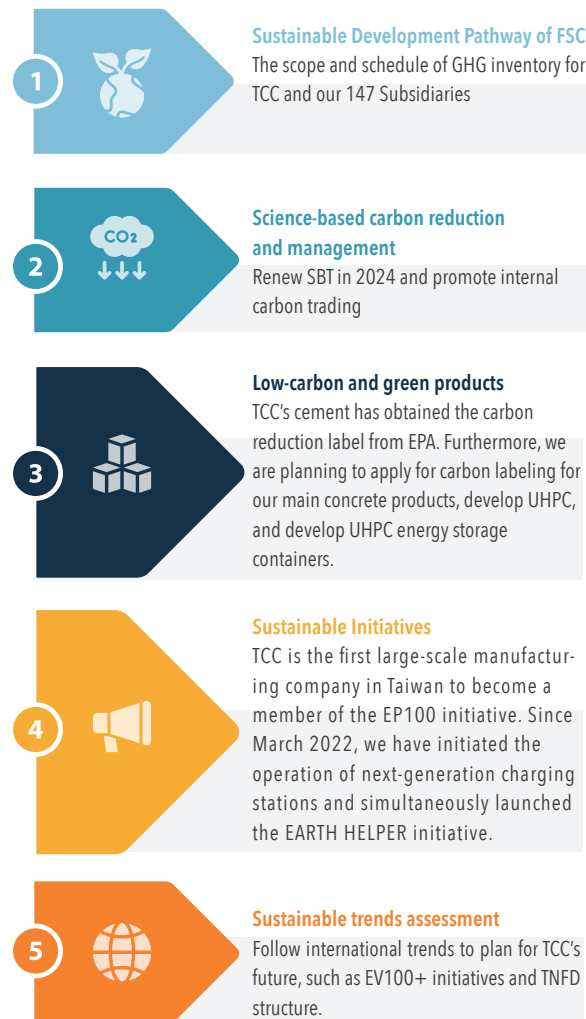 1
Sustainable Development Pathway of FSC
The scope and schedule of GHG inventory for
TCC and our 147 Subsidiaries
2
CO2
Science-based carbon reduction
and management
Renew SBT in 2024 and promote internal
carbon trading
3
Low-carbon and green products
TCC’s cement has obtained the carbon
reduction label from EPA. Furthermore, we
are planning to apply for carbon labeling for
our main concrete products, develop UHPC,
and develop UHPC energy storage
containers.
4
Sustainable Initiatives
TCC is the first large-scale manufactur-
ing company in Taiwan to become a
member of the EP100 initiative. Since
March 2022, we have initiated the
operation of next-generation charging
stations and simultaneously launched
the EARTH HELPER initiative.
5
Sustainable trends assessment
Follow international trends to plan for TCC’s
future, such as EV100+ initiatives and TNFD
structure.